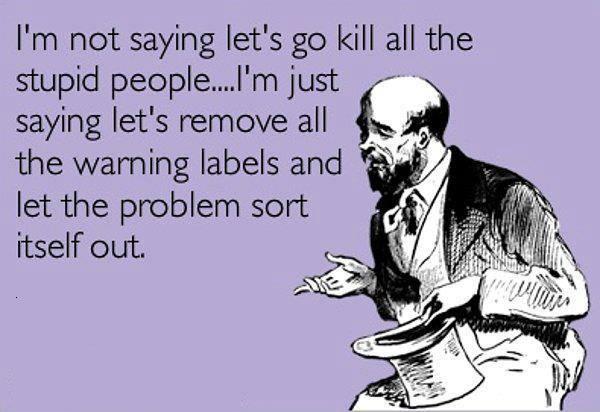 I'm not saying let's go kill all the
stupid people....I'm just
saying let's remove all
the warning labels and
let the problem sort
itself out.